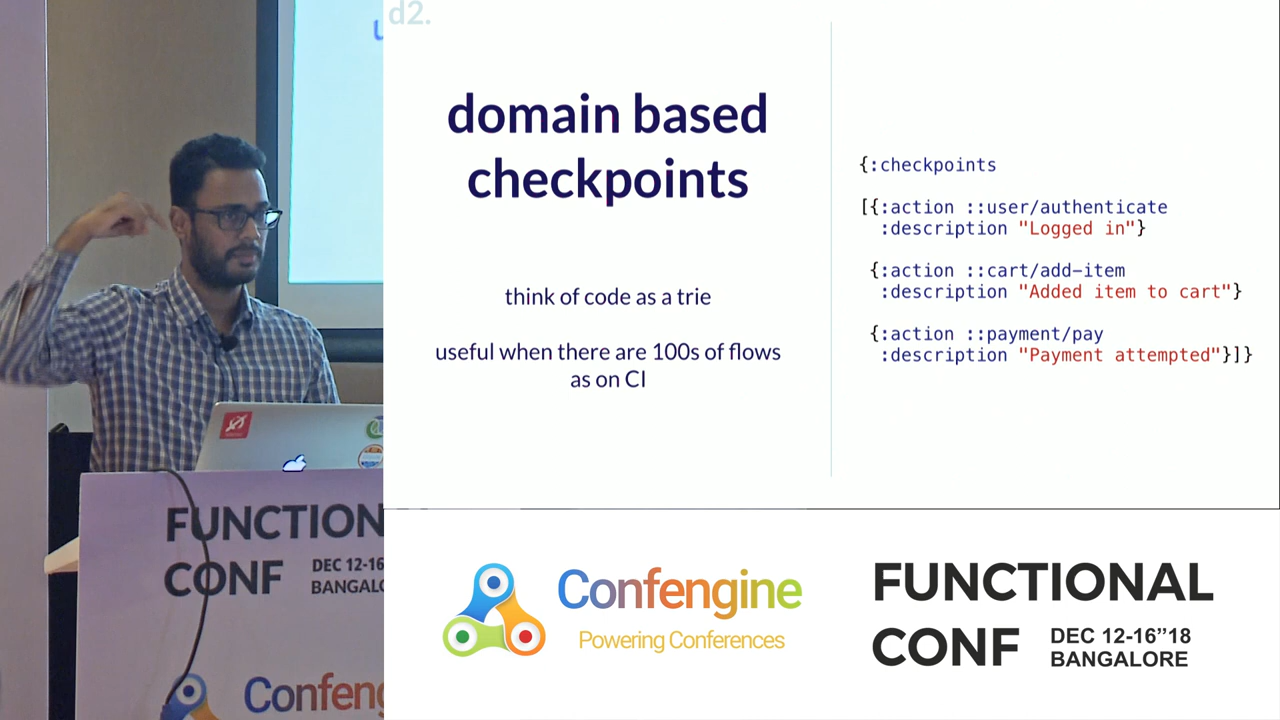 d2.
domain based
checkpoints
think of code as a trie
useful when there are 100s of flows
as on CI
{:checkpoints
[{:action ::user/authenticate
:description "Logged in"}
{:action ::cart/add-item
:description "Added item to cart"}
{:action ::payment/pay
:description "Payment attempted"}]}
FUNCTION
CONF
DEC 12-16
BANGALO
Confeng
Confengine
Powering Conferences
FUNCTIONAL
CONF
DEC 12-16"18
BANGALORE